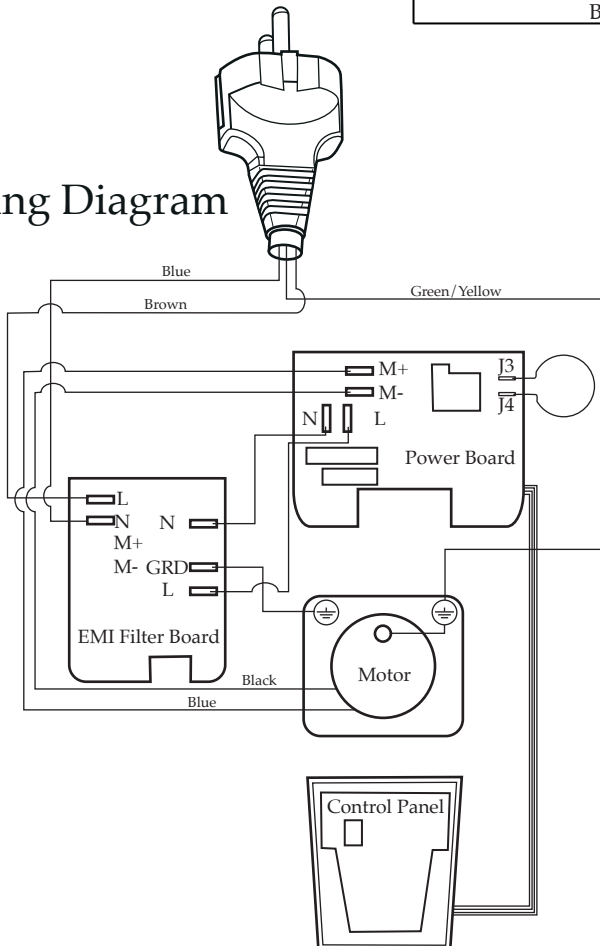 B
ng Diagram
Blue
Green/Yellow
Brown
M+
J3
M-
J4
N L
Power Board
L
N N
M+
M- GRD
L
EMI Filter Board
Motor
Black
Blue
Control Panel